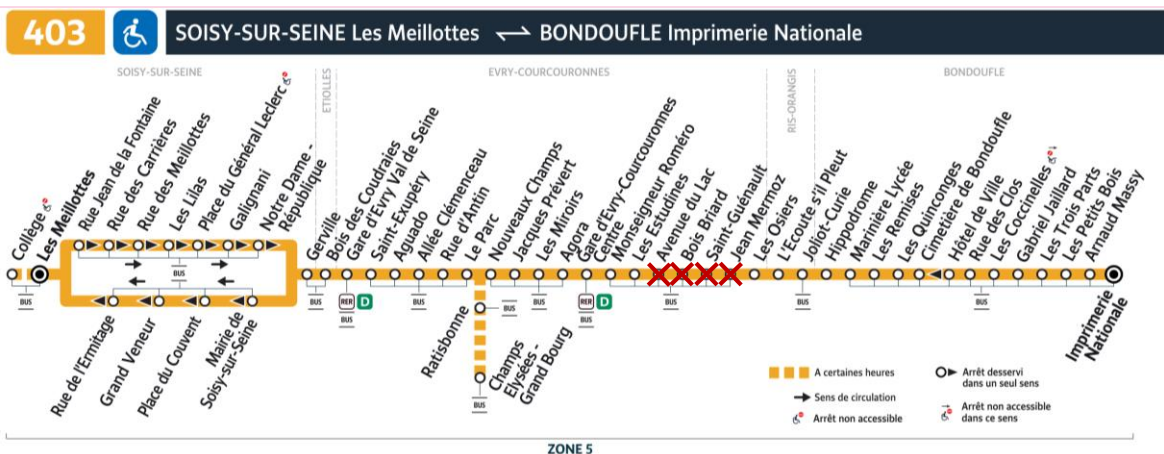 403 SOISY-SUR-SEINE Les Meillottes BONDOUFLE Imprimerie Nationale
SOISY-SUR-SEINE
ETIOLLES
EVRY-COURCOURONNES
RIS-ORANGIS
BONDOUFLE
Collège
Les Meillottes
Rue Jean de la Fontaine
Rue des Carrières
Rue des Meillottes
Les Lilas
Place du Général Leclerc
Galignani
Notre Dame -
République
BUS
BUS
Rue de l'Ermitage
Grand Veneur
Place du Couvent
Mairie de
Soisy-sur-Seine
Gerville
Bois des Coudraies
Gare d'Evry Val de Seine
Saint-Exupéry
Aguado
Allée Clémenceau
Rue d'Antin
Le Parc
Nouveaux Champs
Jacques Prévert
Les Miroirs
Agora
Gare d'Evry-Courcouronnes
Centre
Monseigneur Roméro
Les Estudines
Avenue du Lac
Bois Briard
Saint-Guénault
Jean Mermoz
Les Osiers
L'Ecoute s'il Pleut
Joliot-Curie
Hippodrome
Marinière Lycée
Les Remises
Les Quinconges
Cimetière de Bondoufle
Hôtel de Ville
Rue des Clos
Les Coccinelles
Gabriel Jaillard
Les Trois Parts
Les Petits Bois
Arnaud Massy
Imprimerie
Nationale
BUS
RER D
BUS
BUS
BUS
BUS
RER D
BUS
BUS
BUS
BUS
Ratisbonne
Champs
Elysées -
Grand Bourg
BUS
A certaines heures
Sens de circulation
Arrêt non accessible
Arrêt desservi
dans un seul sens
Arrêt non accessible
dans ce sens
ZONE 5